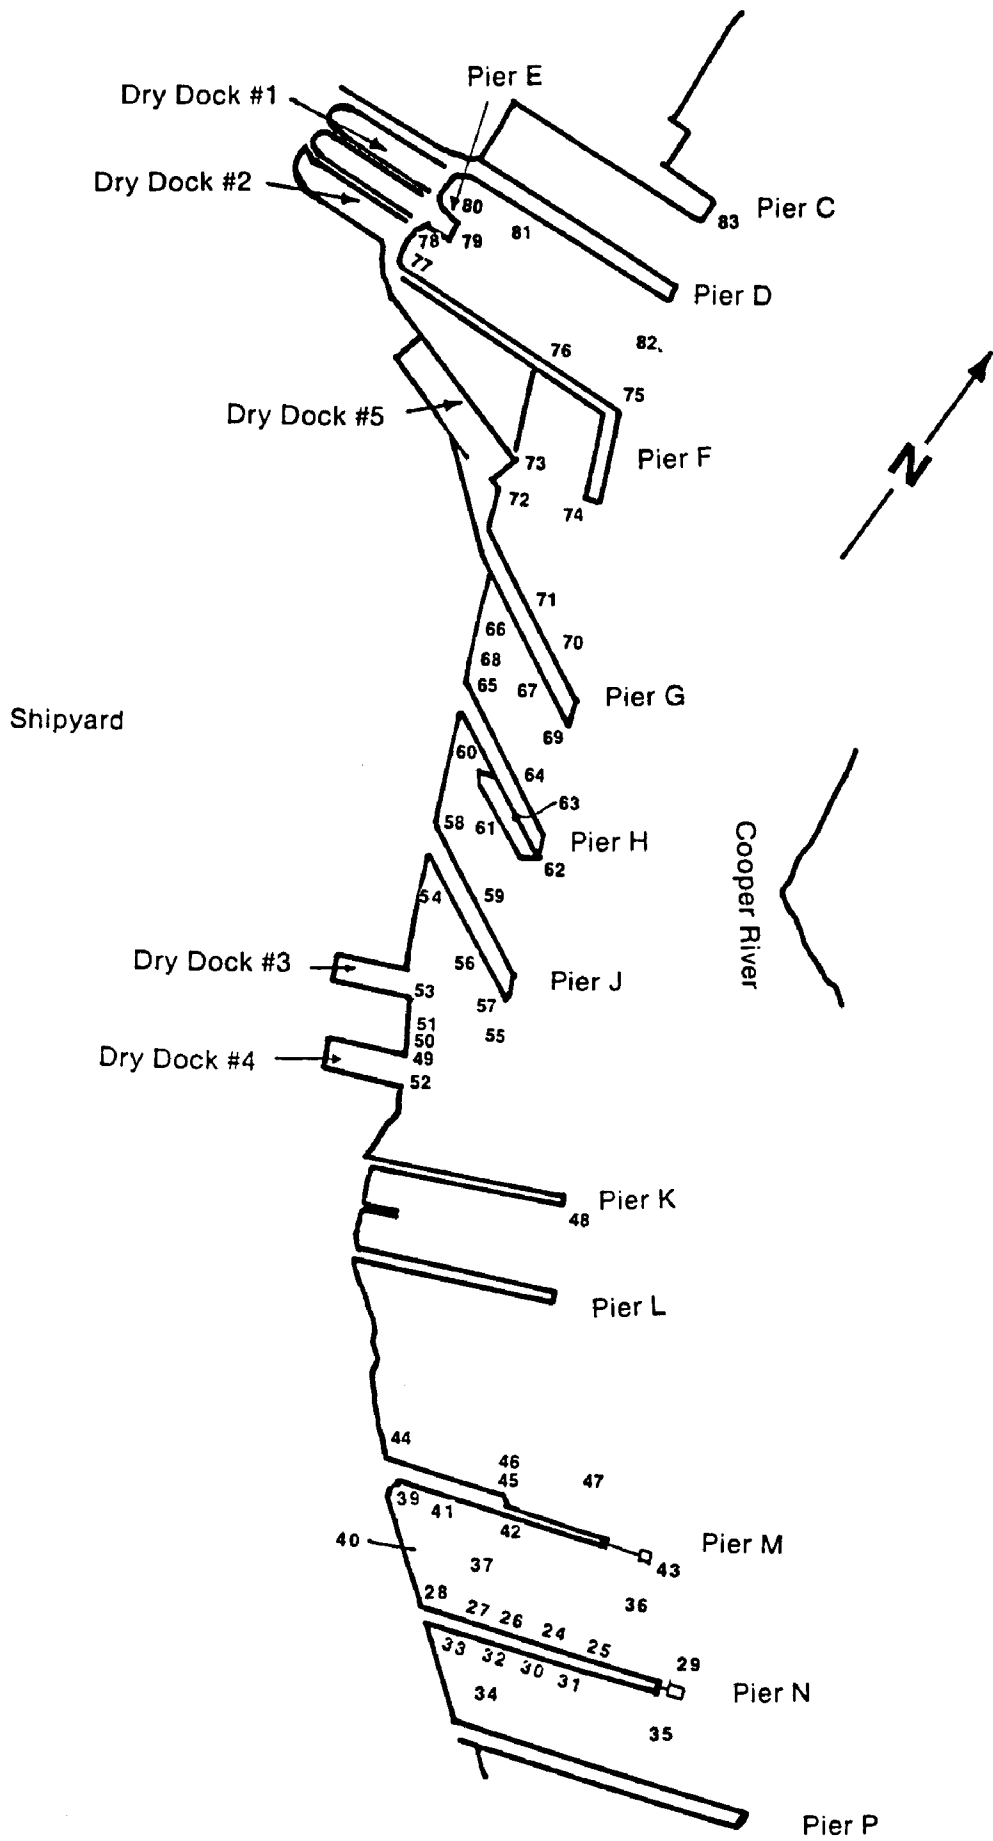 Pier E
Dry Dock #1
Dry Dock #2
80
83
Pier C
81
78
79
77
Pier D
82
76
75
Dry Dock #5
73
Pier F
N
72
74
71
66
70
68
65
67
Pier G
Shipyard
69
60
64
63
58
61
Pier H
62
Cooper River
54
59
Dry Dock #3
56
Pier J
53
57
51
55
50
Dry Dock #4
49
52
Pier K
48
Pier L
44
46
45
47
39
41
42
40
Pier M
37
43
28
27
26
24
25
36
33
32
30
31
29
34
Pier N
35
Pier P